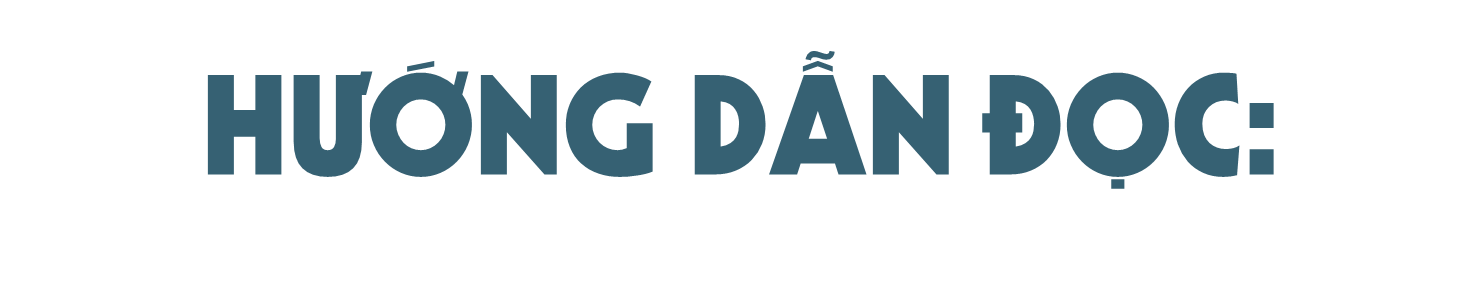 HƯỚNG DẪN ĐỌC: